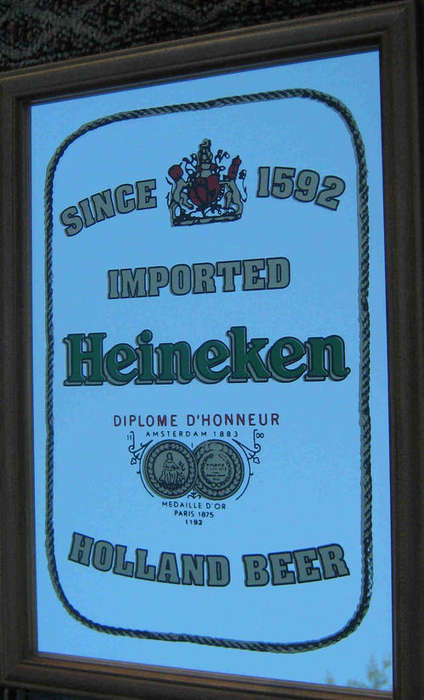 SINCE 1592
IMPORTED
Heineken
DIPLOME D'HONNEUR
AMSTERDAM 1883
MEDAILLE D'OR
PARIS 1875
HOLLAND BEER